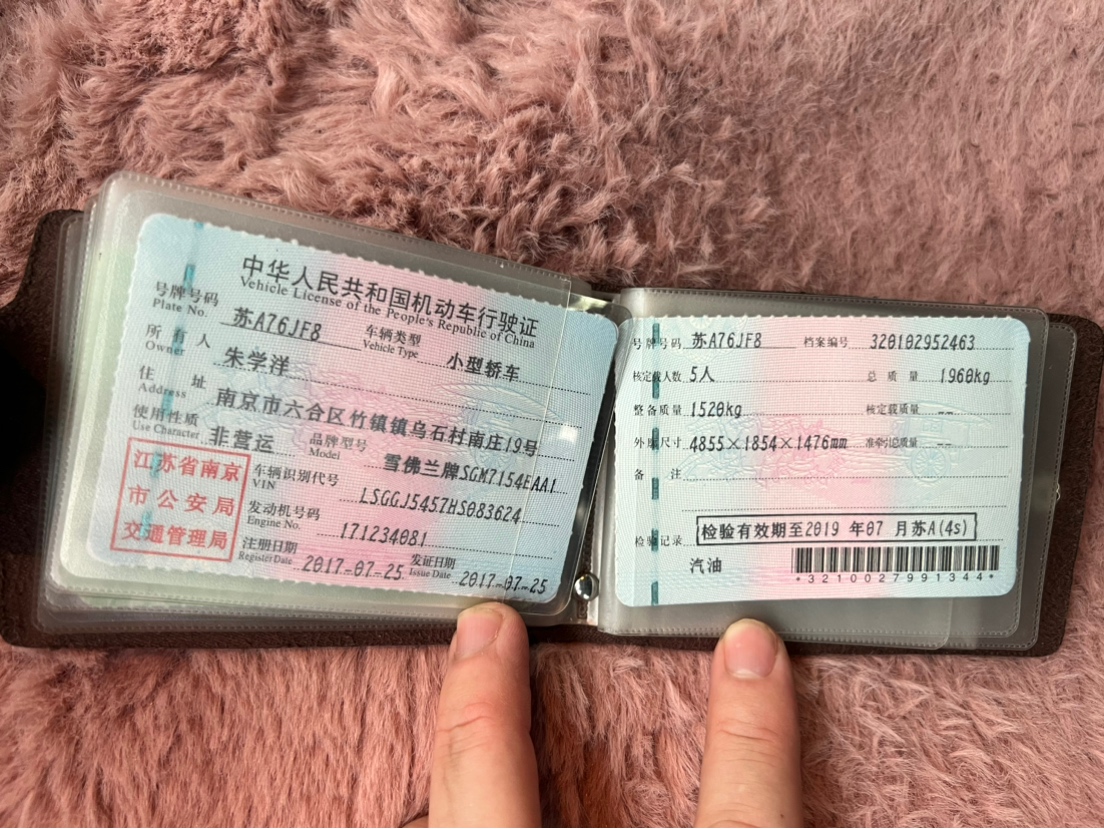 中华人民共和国机动车行驶证
Vehicle License of the People's Republic of China
号牌号码 苏A76JF8 车辆类型 小型轿车
Plate No. Vehicle Type
所有人 朱学洋
Owner
住址 南京市六合区竹镇镇乌石村南庄19号
Address
使用性质 非营运 品牌型号 雪佛兰牌SGM7154EAA1
Use Character Model
江苏省南京
市公安局
交通管理局
车辆识别代号 LSGGJ5457HS083624
VIN
发动机号码 171234081
Engine No.
注册日期 2017-07-25 发证日期 2017-07-25
Register Date Issue Date
号牌号码 苏A76JF8 档案编号 320102952463
核定载人数 5人 总质量 1960kg
整备质量 1520kg 核定载质量 --
外廓尺寸 4855×1854×1476mm 准牵引总质量 --
备注
检验记录 检验有效期至2019年07月苏A(4s)
汽油
*3210027991344*